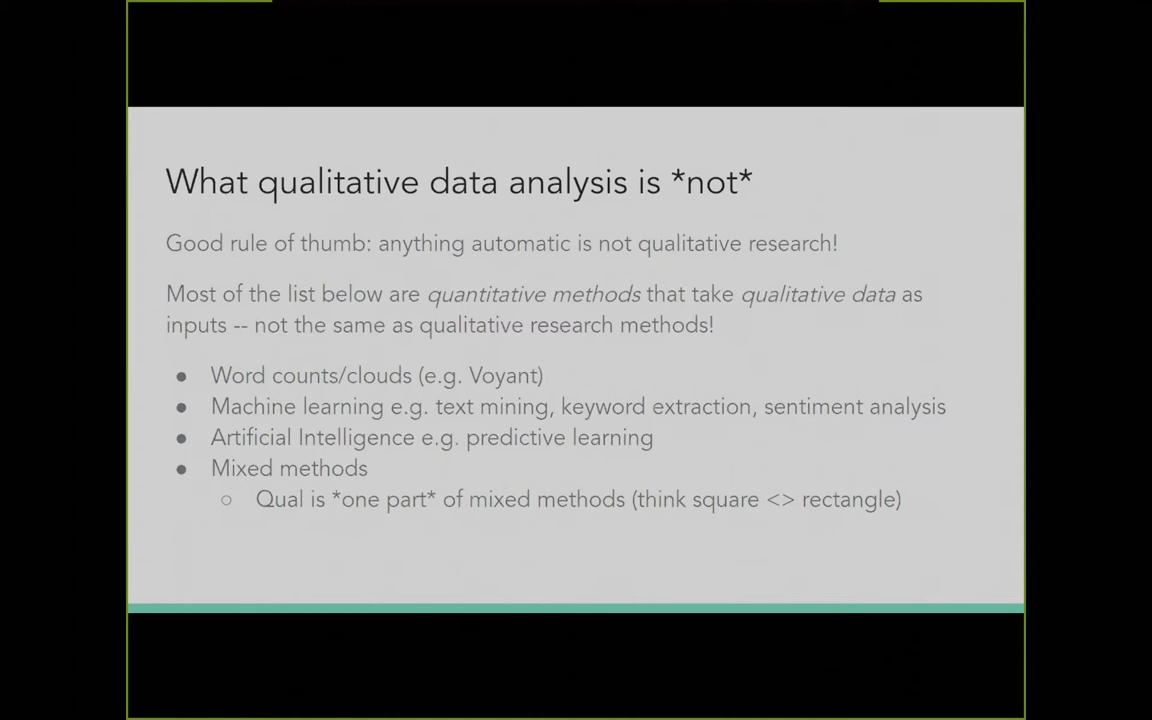 What qualitative data analysis is *not*
Good rule of thumb: anything automatic is not qualitative research!
Most of the list below are quantitative methods that take qualitative data as
inputs -- not the same as qualitative research methods!
● Word counts/clouds (e.g. Voyant)
● Machine learning e.g. text mining, keyword extraction, sentiment analysis
● Artificial Intelligence e.g. predictive learning
● Mixed methods
○ Qual is *one part* of mixed methods (think square <> rectangle)